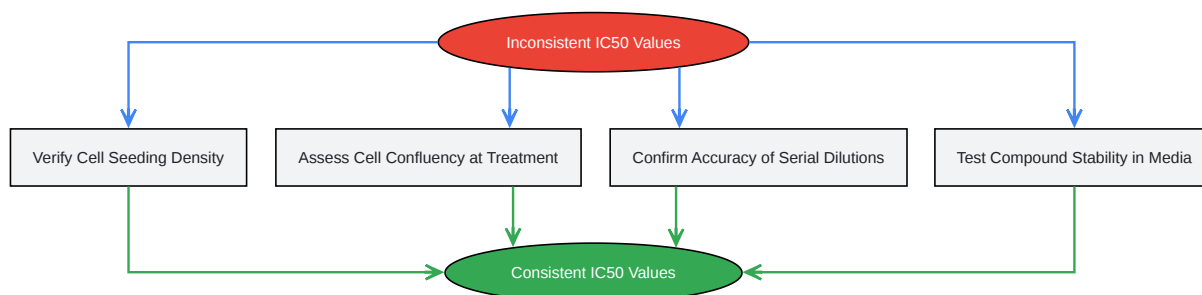 Inconsistent IC50 Values
Verify Cell Seeding Density
Assess Cell Confluency at Treatment
Confirm Accuracy of Serial Dilutions
Test Compound Stability in Media
Consistent IC50 Values